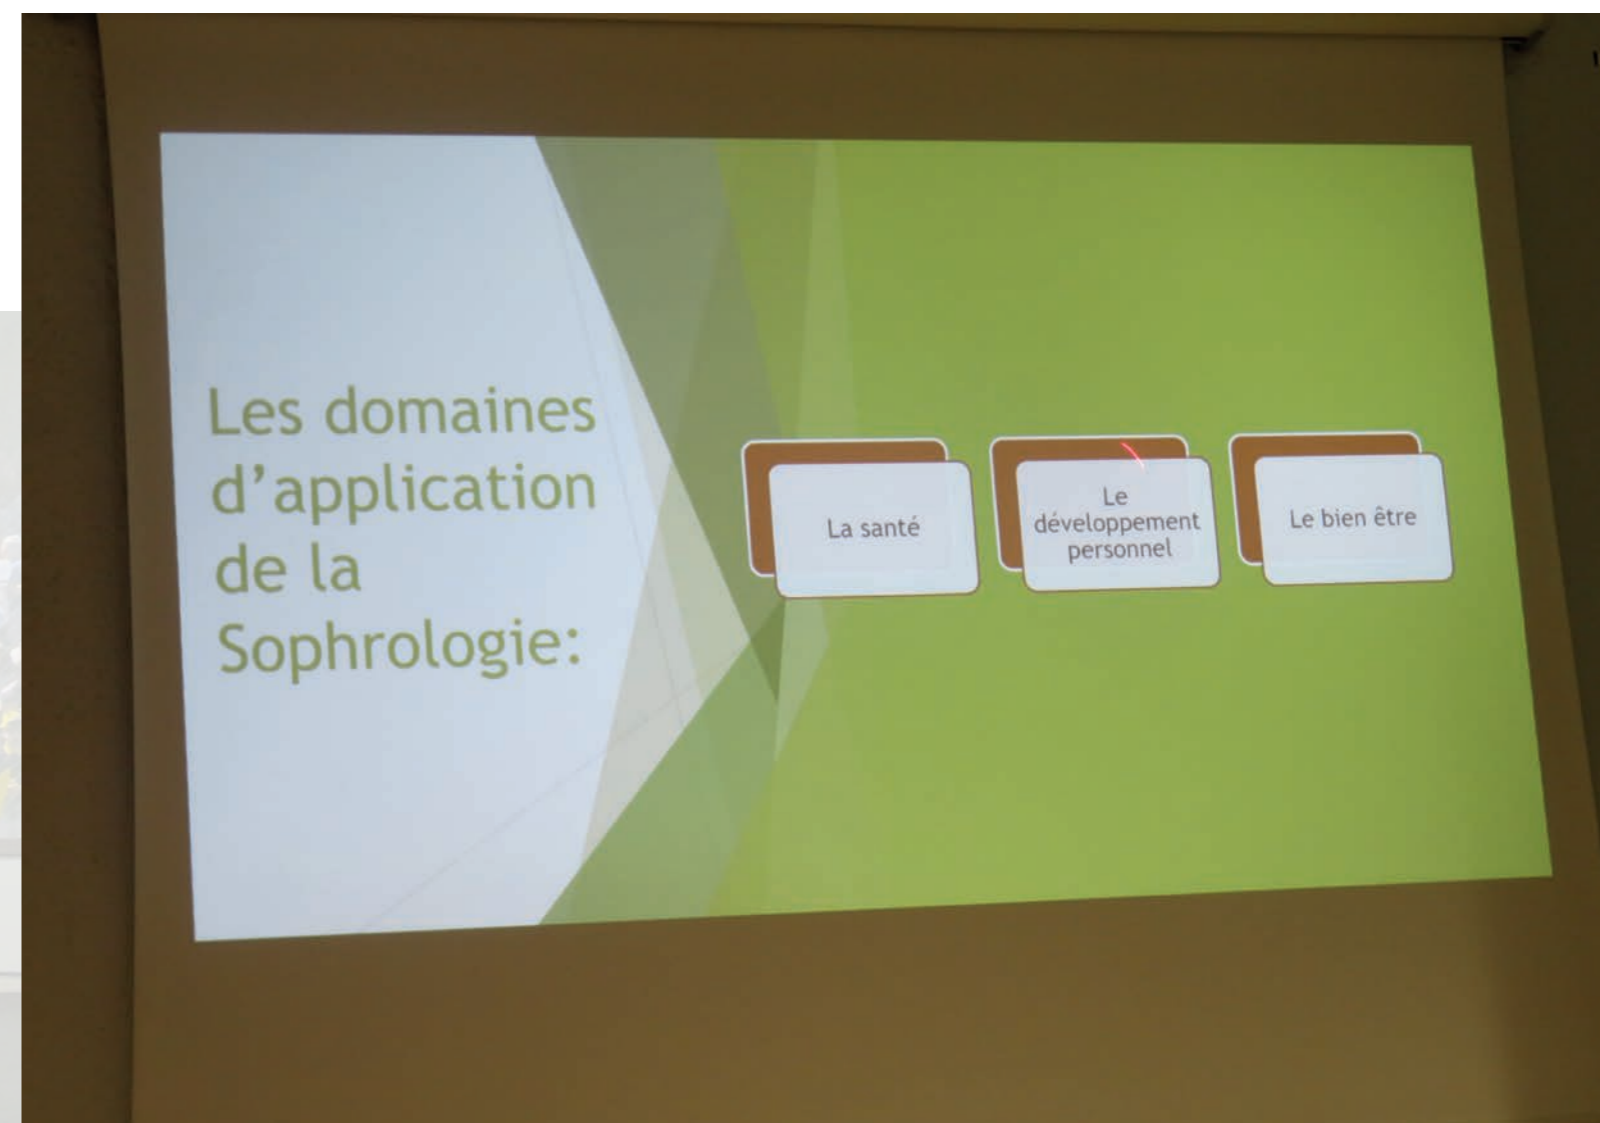 Les domaines
d'application
de la
Sophrologie:
La santé
Le
développement
personnel
Le bien être